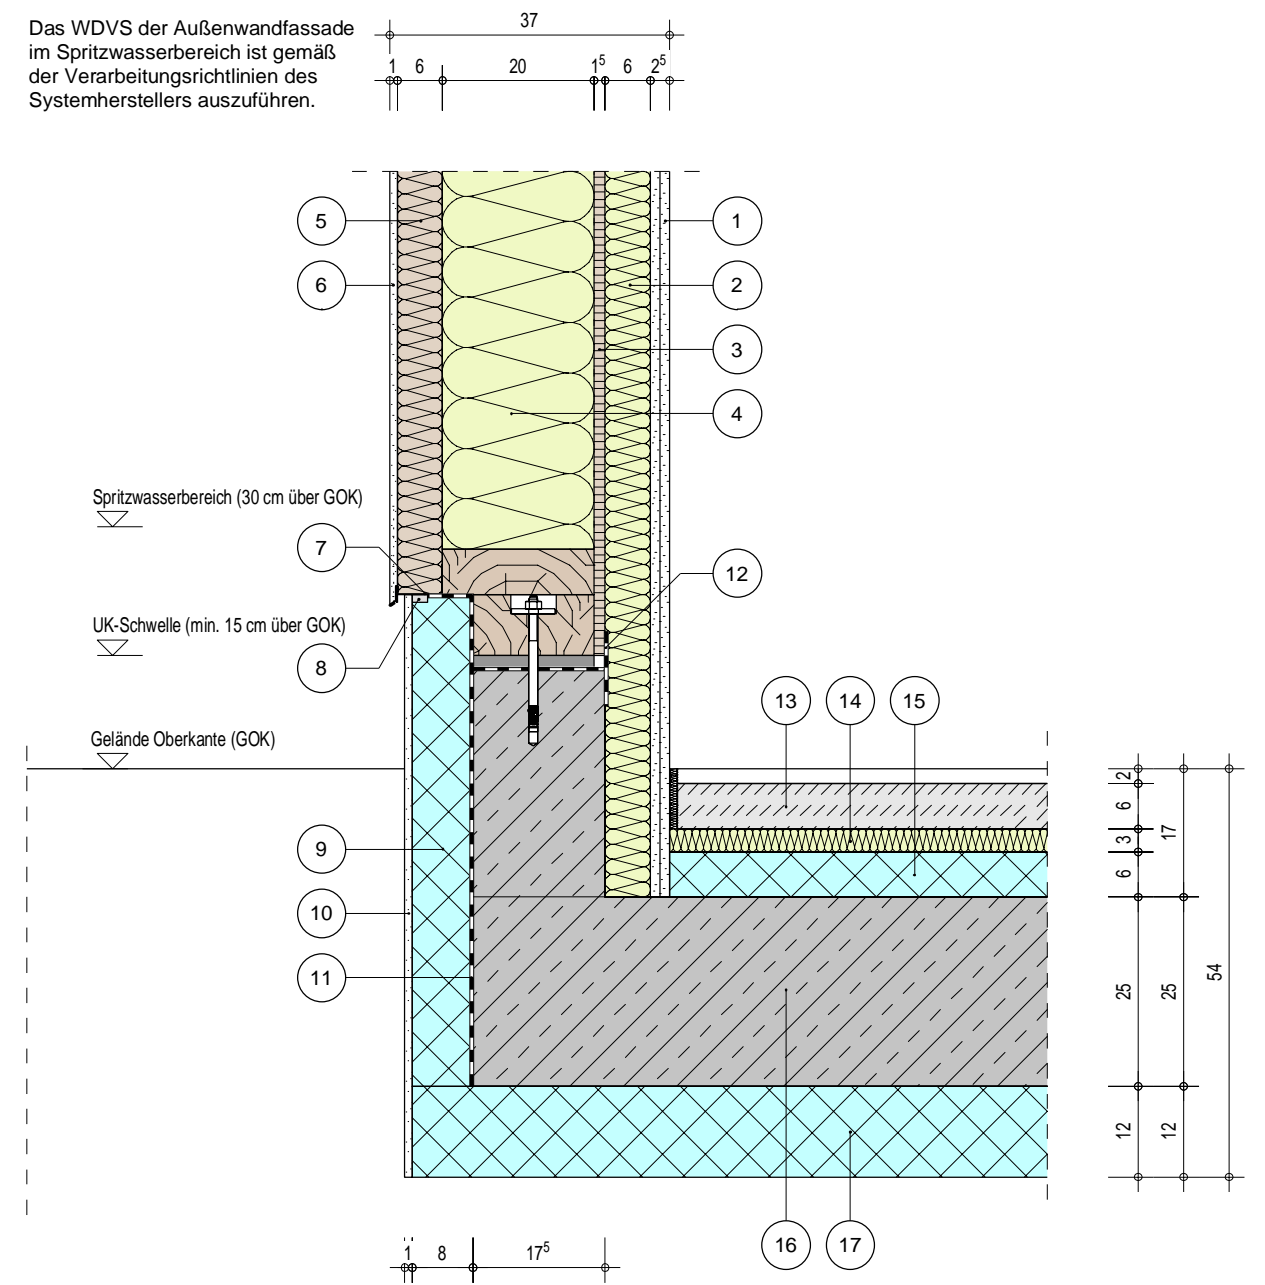 Das WDVS der Außenwandfassade
im Spritzwasserbereich ist gemäß
der Verarbeitungsrichtlinien des
Systemherstellers auszuführen.
37
1 6 20 1⁵ 6 2⁵
5
1
6
2
3
4
Spritzwasserbereich (30 cm über GOK)
7
12
UK-Schwelle (min. 15 cm über GOK)
8
13 14 15
Gelände Oberkante (GOK)
2
6
3
6
17
9
10
11
25
25
54
12
12
16 17
1 8 17⁵